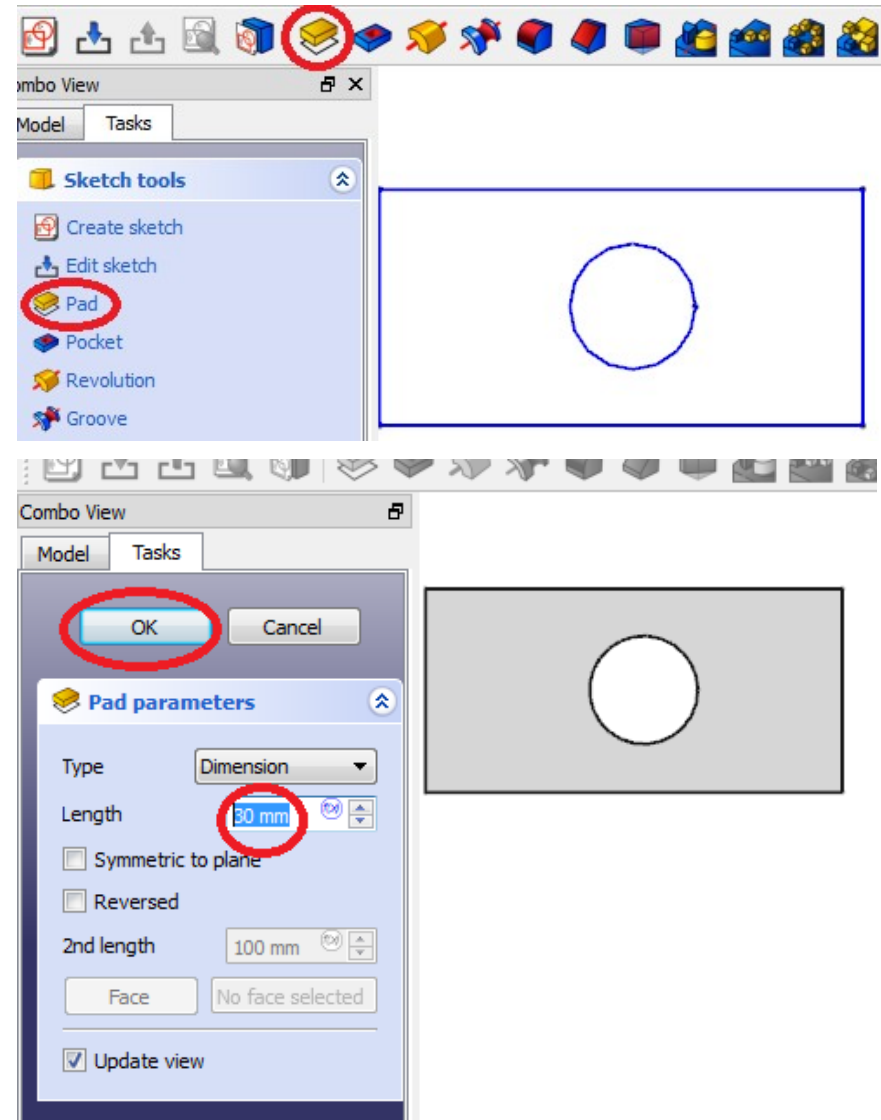 ombo View
Model Tasks
Sketch tools
Create sketch
Edit sketch
Pad
Pocket
Revolution
Groove
Combo View
Model Tasks
OK Cancel
Pad parameters
Type Dimension
Length 30 mm
Symmetric to plane
Reversed
2nd length 100 mm
Face No face selected
Update view